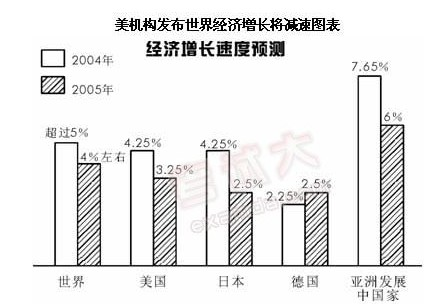 美机构发布世界经济增长将减速图表
经济增长速度预测
2004年
2005年
7.65%
6%
超过5%
4%左右
4.25%
3.25%
4.25%
2.5%
2.25%
2.5%
世界
美国
日本
德国
亚洲发展
中国家